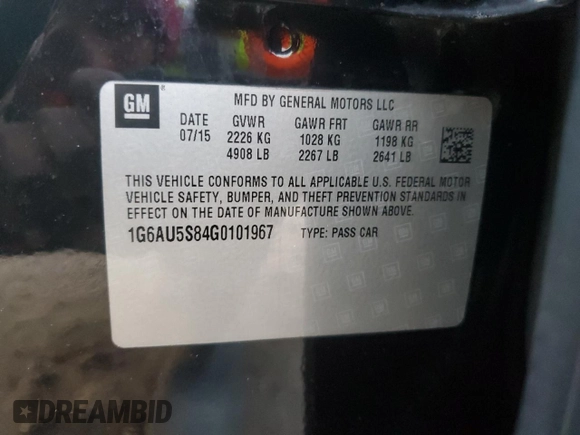 GM
MFD BY GENERAL MOTORS LLC
DATE GVWR GAWR FRT GAWR RR
07/15 2226 KG 1028 KG 1198 KG
4908 LB 2267 LB 2641 LB
THIS VEHICLE CONFORMS TO ALL APPLICABLE U.S. FEDERAL MOTOR
VEHICLE SAFETY, BUMPER, AND THEFT PREVENTION STANDARDS IN
EFFECT ON THE DATE OF MANUFACTURE SHOWN ABOVE.
1G6AU5S84G0101967 TYPE: PASS CAR
DREAMBID